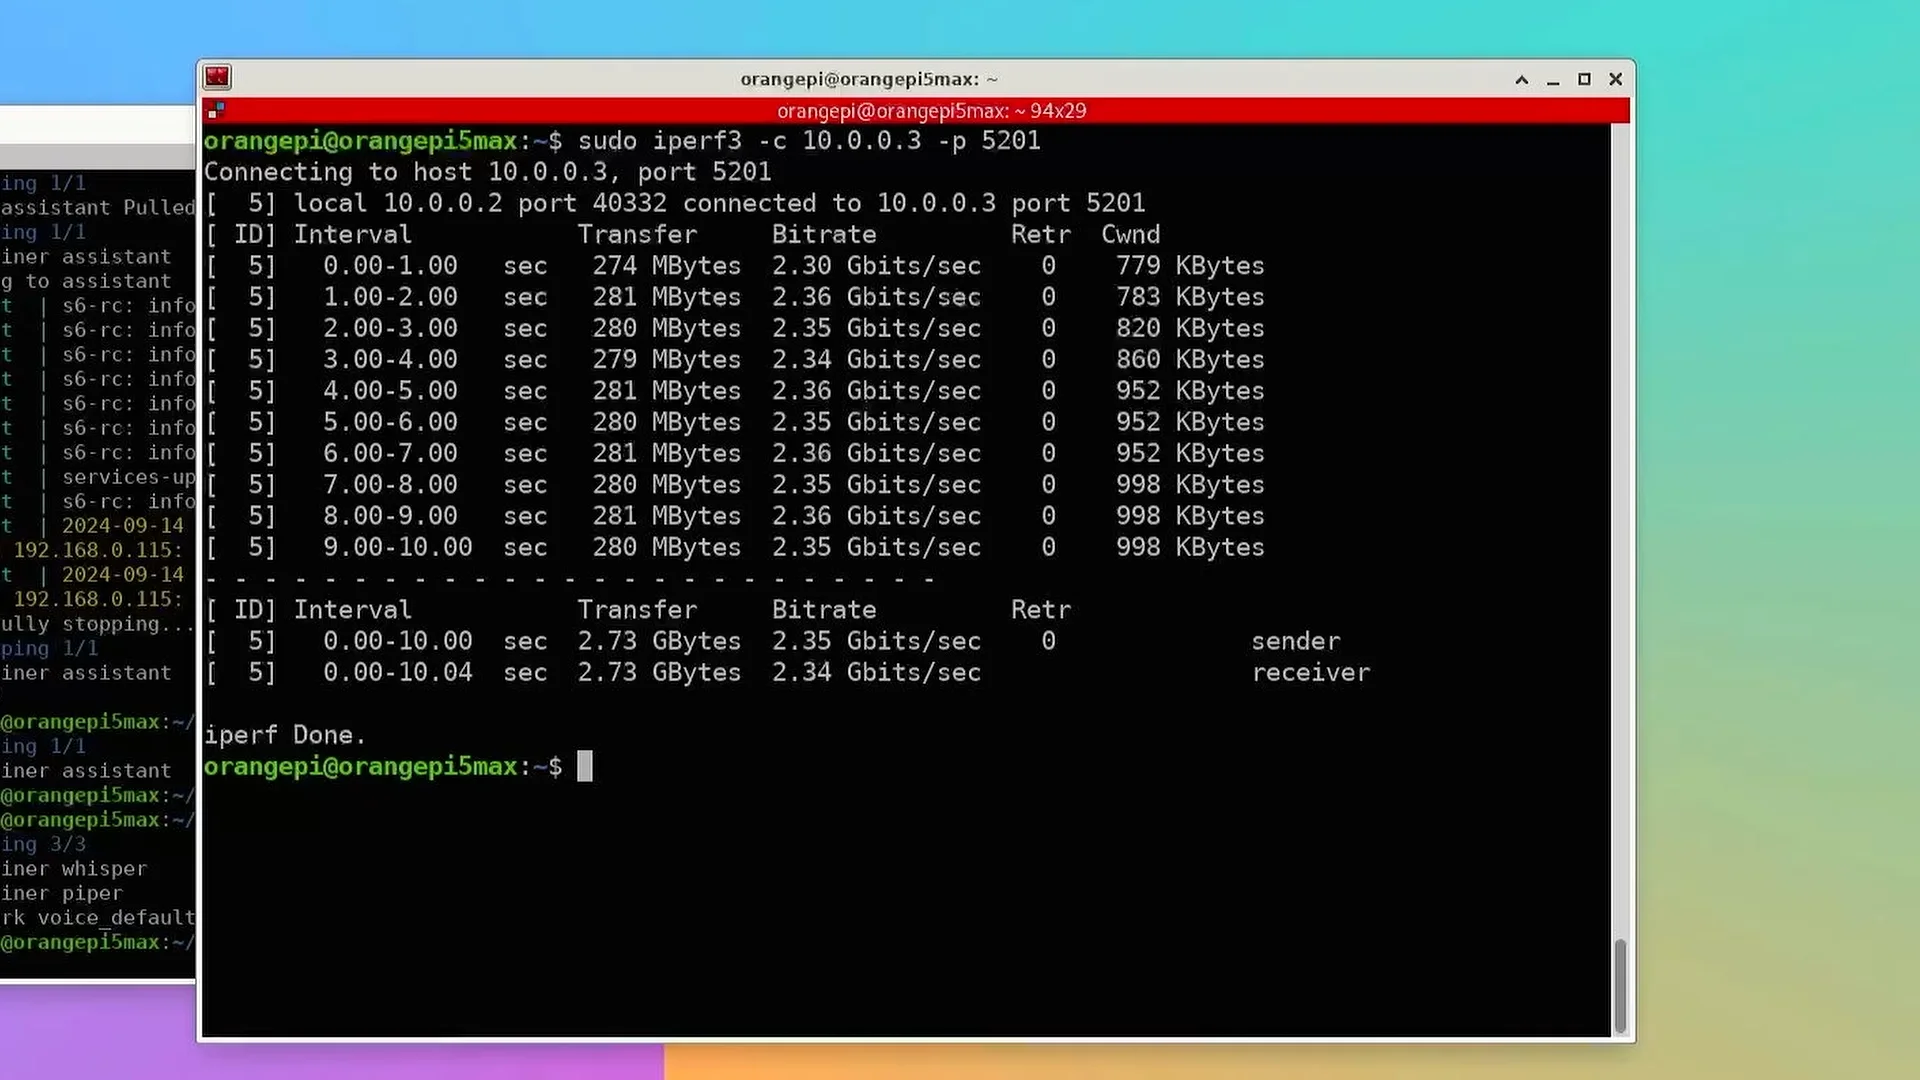 orangepi@orangepi5max: ~
orangepi@orangepi5max: ~ 94x29
orangepi@orangepi5max:~$ sudo iperf3 -c 10.0.0.3 -p 5201
Connecting to host 10.0.0.3, port 5201
[  5] local 10.0.0.2 port 40332 connected to 10.0.0.3 port 5201
[ ID] Interval           Transfer     Bitrate         Retr  Cwnd
[  5]   0.00-1.00   sec   274 MBytes  2.30 Gbits/sec    0    779 KBytes
[  5]   1.00-2.00   sec   281 MBytes  2.36 Gbits/sec    0    783 KBytes
[  5]   2.00-3.00   sec   280 MBytes  2.35 Gbits/sec    0    820 KBytes
[  5]   3.00-4.00   sec   279 MBytes  2.34 Gbits/sec    0    860 KBytes
[  5]   4.00-5.00   sec   281 MBytes  2.36 Gbits/sec    0    952 KBytes
[  5]   5.00-6.00   sec   280 MBytes  2.35 Gbits/sec    0    952 KBytes
[  5]   6.00-7.00   sec   281 MBytes  2.36 Gbits/sec    0    952 KBytes
[  5]   7.00-8.00   sec   280 MBytes  2.35 Gbits/sec    0    998 KBytes
[  5]   8.00-9.00   sec   281 MBytes  2.36 Gbits/sec    0    998 KBytes
[  5]   9.00-10.00  sec   280 MBytes  2.35 Gbits/sec    0    998 KBytes
- - - - - - - - - - - - - - - - - - - - - - - - -
[ ID] Interval           Transfer     Bitrate         Retr
[  5]   0.00-10.00  sec  2.73 GBytes  2.35 Gbits/sec    0             sender
[  5]   0.00-10.04  sec  2.73 GBytes  2.34 Gbits/sec                  receiver
iperf Done.
orangepi@orangepi5max:~$
ing 1/1
assistant Pulled
ing 1/1
iner assistant
g to assistant
t  | s6-rc: info
t  | s6-rc: info
t  | s6-rc: info
t  | s6-rc: info
t  | s6-rc: info
t  | s6-rc: info
t  | s6-rc: info
t  | services-up
t  | s6-rc: info
t  | 2024-09-14
192.168.0.115:
t  | 2024-09-14
192.168.0.115:
ully stopping...
ping 1/1
iner assistant
@orangepi5max:~/
ing 1/1
iner assistant
@orangepi5max:~/
@orangepi5max:~/
ing 3/3
iner whisper
iner piper
rk voice_default
@orangepi5max:~/